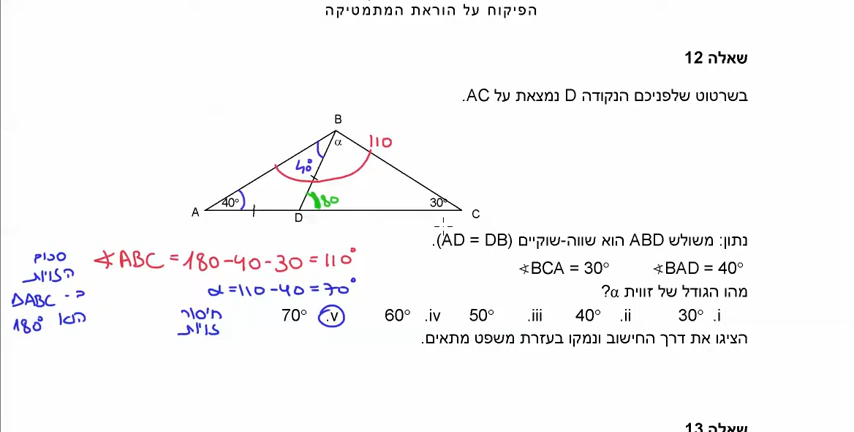 הפיקוח על הוראת המתמטיקה
שאלה 12
בשרטוט שלפניכם הנקודה D נמצאת על AC.
B
α
110
40°
A
40°
D
80
30°
C
נתון: משולש ABD הוא שווה-שוקיים (AD = DB).
∢BAD = 40° ∢BCA = 30°
מהו הגודל של זווית α?
i. 30° ii. 40° iii. 50° iv. 60° v. 70°
הציגו את דרך החישוב ונמקו בעזרת משפט מתאים.
∢ABC = 180-40-30 = 110°
α = 110-40 = 70°
חיסור
זוויות
סכום
הזוויות
ב- ΔABC
הוא 180°
שאלה 13